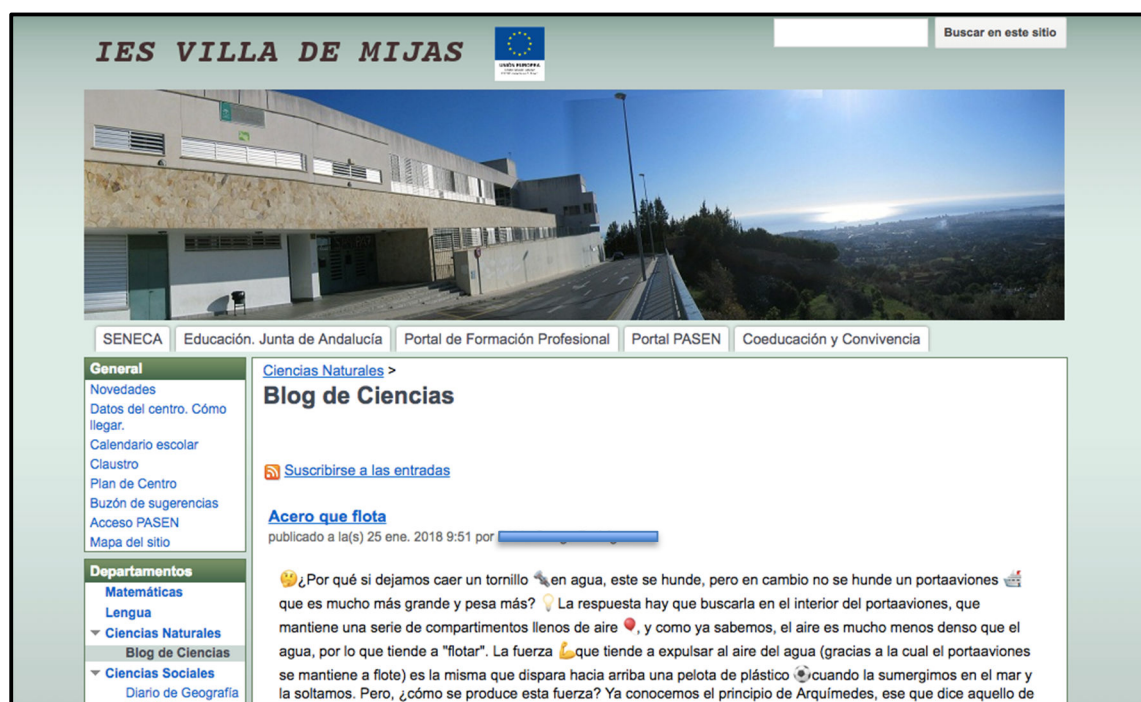 IES VILLA DE MIJAS
UNIÓN EUROPEA
Buscar en este sitio
SENECA
Educación. Junta de Andalucía
Portal de Formación Profesional
Portal PASEN
Coeducación y Convivencia
General
Novedades
Datos del centro. Cómo
llegar.
Calendario escolar
Claustro
Plan de Centro
Buzón de sugerencias
Acceso PASEN
Mapa del sitio
Departamentos
Matemáticas
Lengua
Ciencias Naturales
Blog de Ciencias
Ciencias Sociales
Diario de Geografía
Ciencias Naturales >
Blog de Ciencias
Suscribirse a las entradas
Acero que flota
publicado a la(s) 25 ene. 2018 9:51 por
🤔¿Por qué si dejamos caer un tornillo 🔩en agua, este se hunde, pero en cambio no se hunde un portaaviones 🛳
que es mucho más grande y pesa más? 💡La respuesta hay que buscarla en el interior del portaaviones, que
mantiene una serie de compartimentos llenos de aire 🎈, y como ya sabemos, el aire es mucho menos denso que el
agua, por lo que tiende a "flotar". La fuerza 💪que tiende a expulsar al aire del agua (gracias a la cual el portaaviones
se mantiene a flote) es la misma que dispara hacia arriba una pelota de plástico ⚽cuando la sumergimos en el mar y
la soltamos. Pero, ¿cómo se produce esta fuerza? Ya conocemos el principio de Arquímedes, ese que dice aquello de